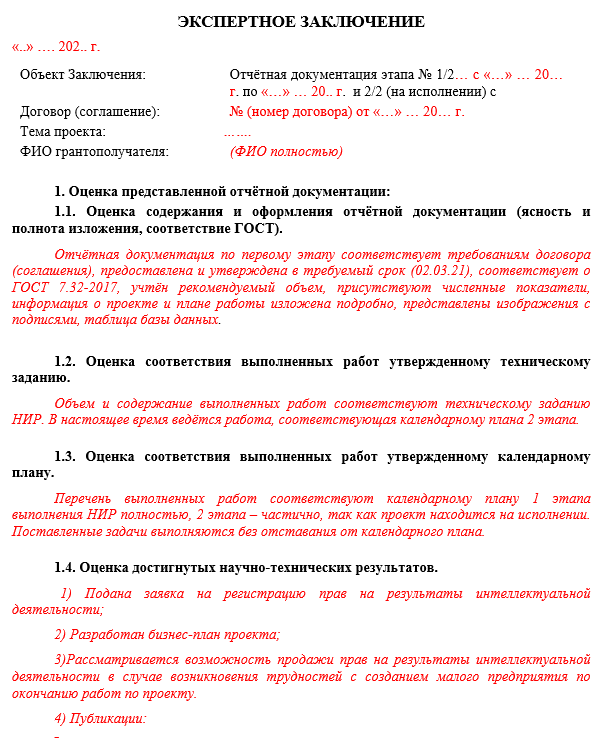 ЭКСПЕРТНОЕ ЗАКЛЮЧЕНИЕ
«..» …. 202.. г.
Объект Заключения: Отчётная документация этапа № 1/2… с «…» … 20…
г. по «…» … 20.. г. и 2/2 (на исполнении) с
Договор (соглашение): № (номер договора) от «…» … 20… г.
Тема проекта: …….
ФИО грантополучателя: (ФИО полностью)
1. Оценка представленной отчётной документации:
1.1. Оценка содержания и оформления отчётной документации (ясность и
полнота изложения, соответствие ГОСТ).
Отчётная документация по первому этапу соответствует требованиям договора
(соглашения), предоставлена и утверждена в требуемый срок (02.03.21), соответствует о
ГОСТ 7.32-2017, учтён рекомендуемый объем, присутствуют численные показатели,
информация о проекте и плане работы изложена подробно, представлены изображения с
подписями, таблица базы данных.
1.2. Оценка соответствия выполненных работ утвержденному техническому
заданию.
Объем и содержание выполненных работ соответствуют техническому заданию
НИР. В настоящее время ведётся работа, соответствующая календарному плана 2 этапа.
1.3. Оценка соответствия выполненных работ утвержденному календарному
плану.
Перечень выполненных работ соответствуют календарному плану 1 этапа
выполнения НИР полностью, 2 этапа – частично, так как проект находится на исполнении.
Поставленные задачи выполняются без отставания от календарного плана.
1.4. Оценка достигнутых научно-технических результатов.
1) Подана заявка на регистрацию прав на результаты интеллектуальной
деятельности;
2) Разработан бизнес-план проекта;
3)Рассматривается возможность продажи прав на результаты интеллектуальной
деятельности в случае возникновения трудностей с созданием малого предприятия по
окончанию работ по проекту.
4) Публикации: